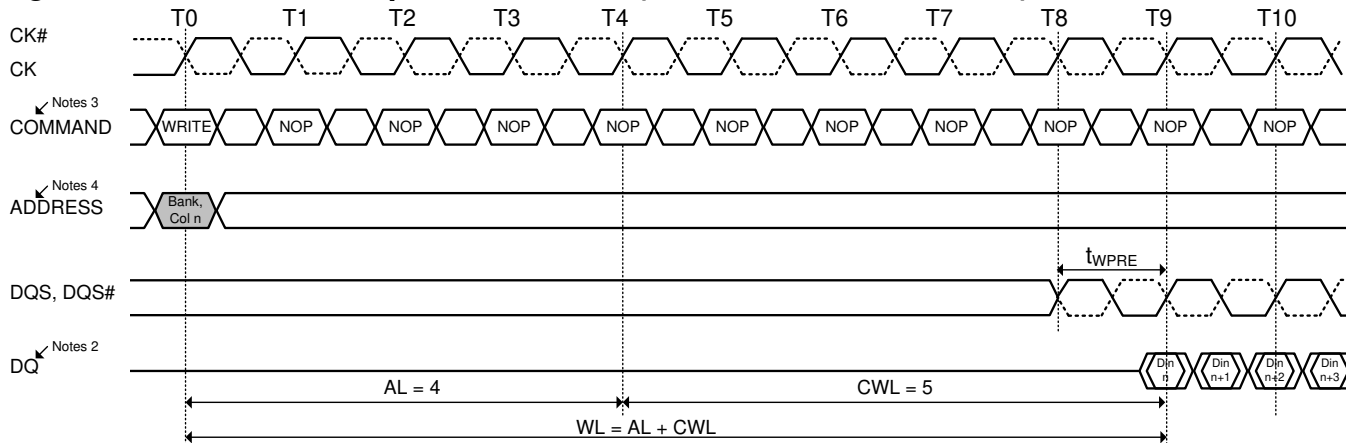 T0 T1 T2 T3 T4 T5 T6 T7 T8 T9 T10
CK#
CK
Notes 3
COMMAND WRITE NOP NOP NOP NOP NOP NOP NOP NOP NOP NOP
Notes 4
ADDRESS
Bank,
Col n
tWPRE
DQS, DQS#
Notes 2
DQ
Din n
Din n+1
Din n+2
Din n+3
AL = 4
CWL = 5
WL = AL + CWL